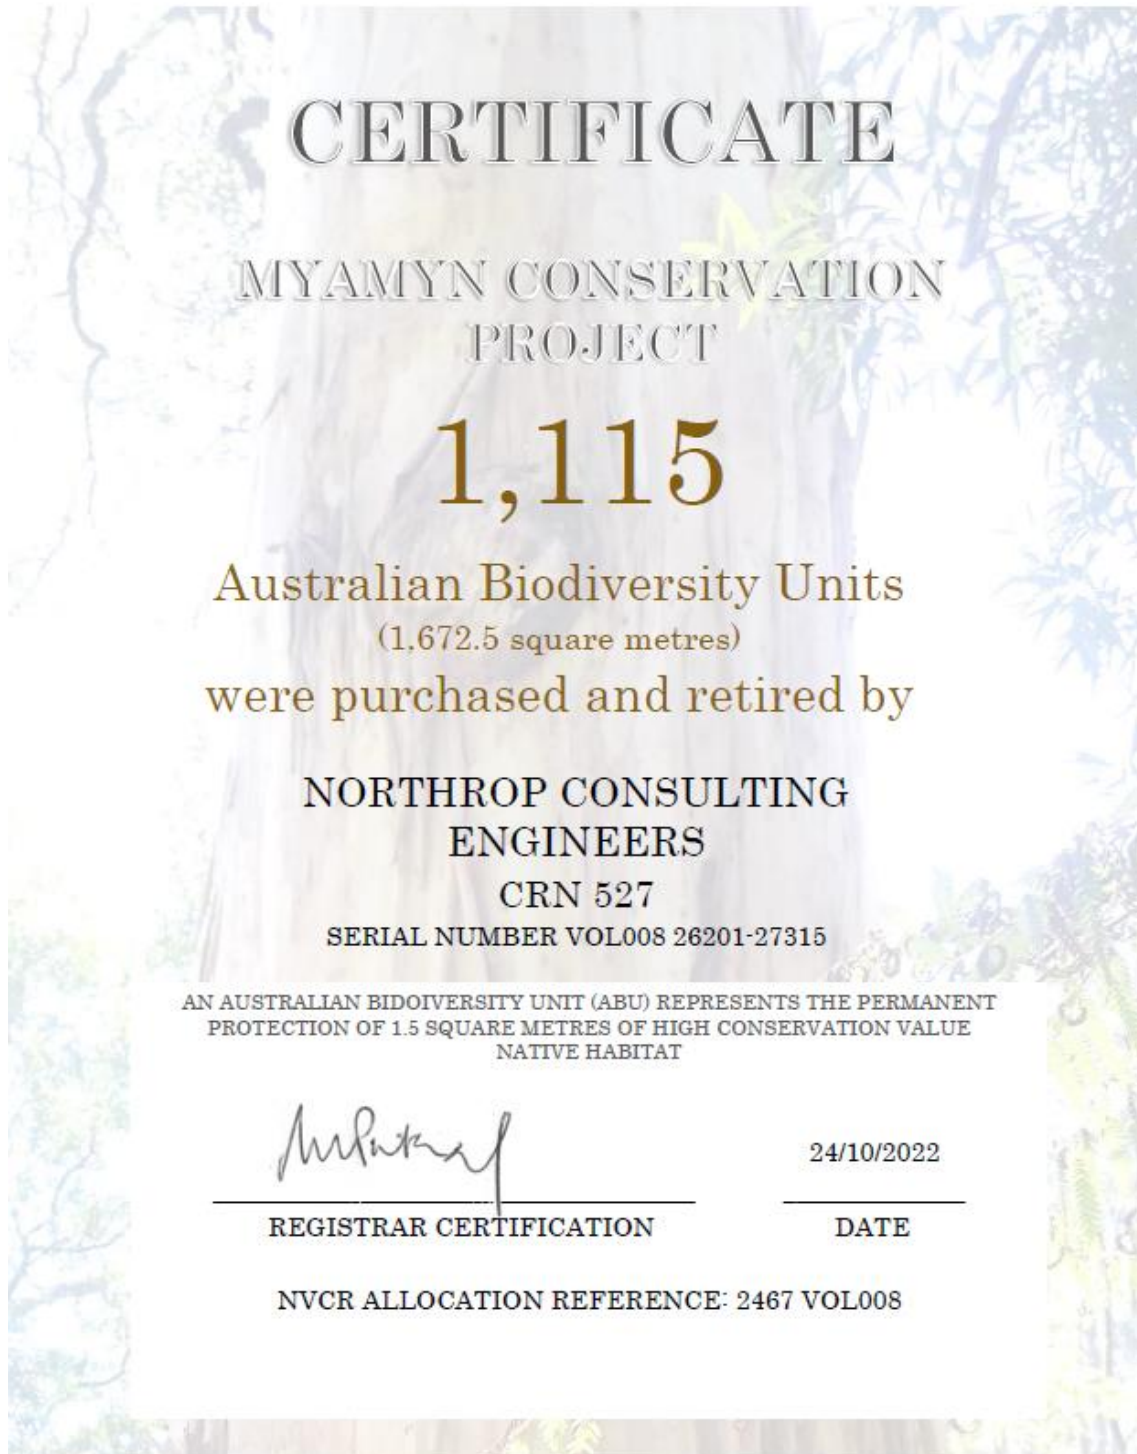 CERTIFICATE
MYAMYN CONSERVATION
PROJECT
1,115
Australian Biodiversity Units
(1,672.5 square metres)
were purchased and retired by
NORTHROP CONSULTING
ENGINEERS
CRN 527
SERIAL NUMBER VOL008 26201-27315
AN AUSTRALIAN BIDOIVERSITY UNIT (ABU) REPRESENTS THE PERMANENT
PROTECTION OF 1.5 SQUARE METRES OF HIGH CONSERVATION VALUE
NATIVE HABITAT
24/10/2022
REGISTRAR CERTIFICATION DATE
NVCR ALLOCATION REFERENCE: 2467 VOL008